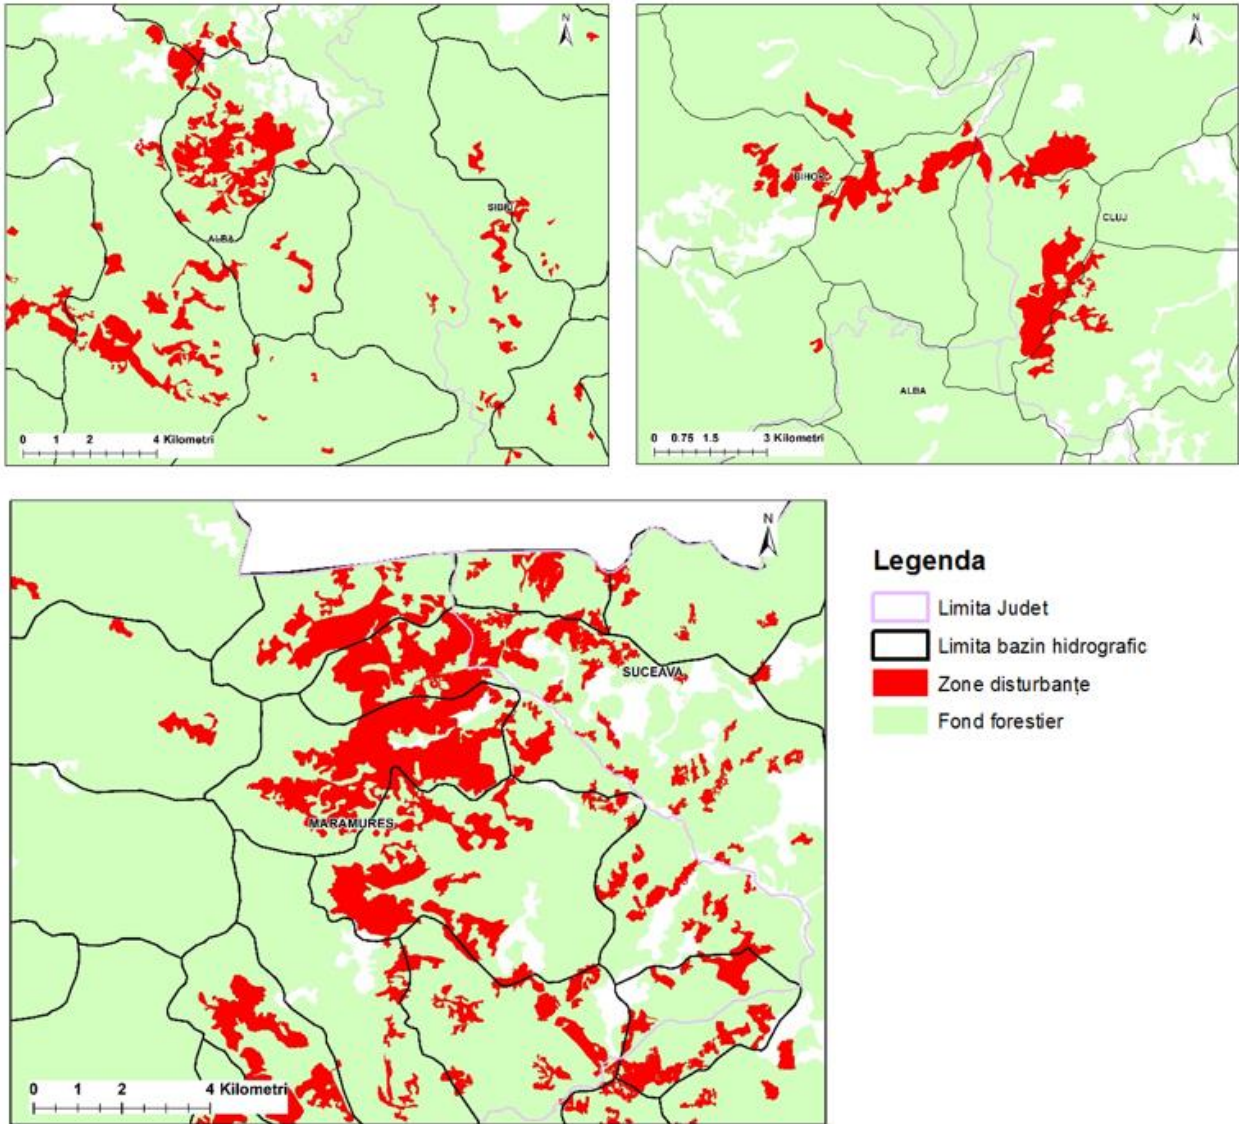 N
SIBIU
ALBA
0 1 2 4 Kilometri
N
BIHOR
CLUJ
ALBA
0 0.75 1.5 3 Kilometri
N
SUCEAVA
MARAMURES
0 1 2 4 Kilometri
Legenda
Limita Judet
Limita bazin hidrografic
Zone disturbanțe
Fond forestier